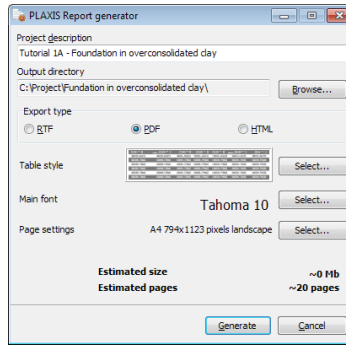 PLAXIS Report generator
Project description
Tutorial 1A - Foundation in overconsolidated clay
Output directory
C:\Project\Fundation in overconsolidated clay\
Browse...
Export type
RTF PDF HTML
Table style Select...
Main font Tahoma 10 Select...
Page settings A4 794x1123 pixels landscape Select...
Estimated size ~0 Mb
Estimated pages ~20 pages
Generate Cancel